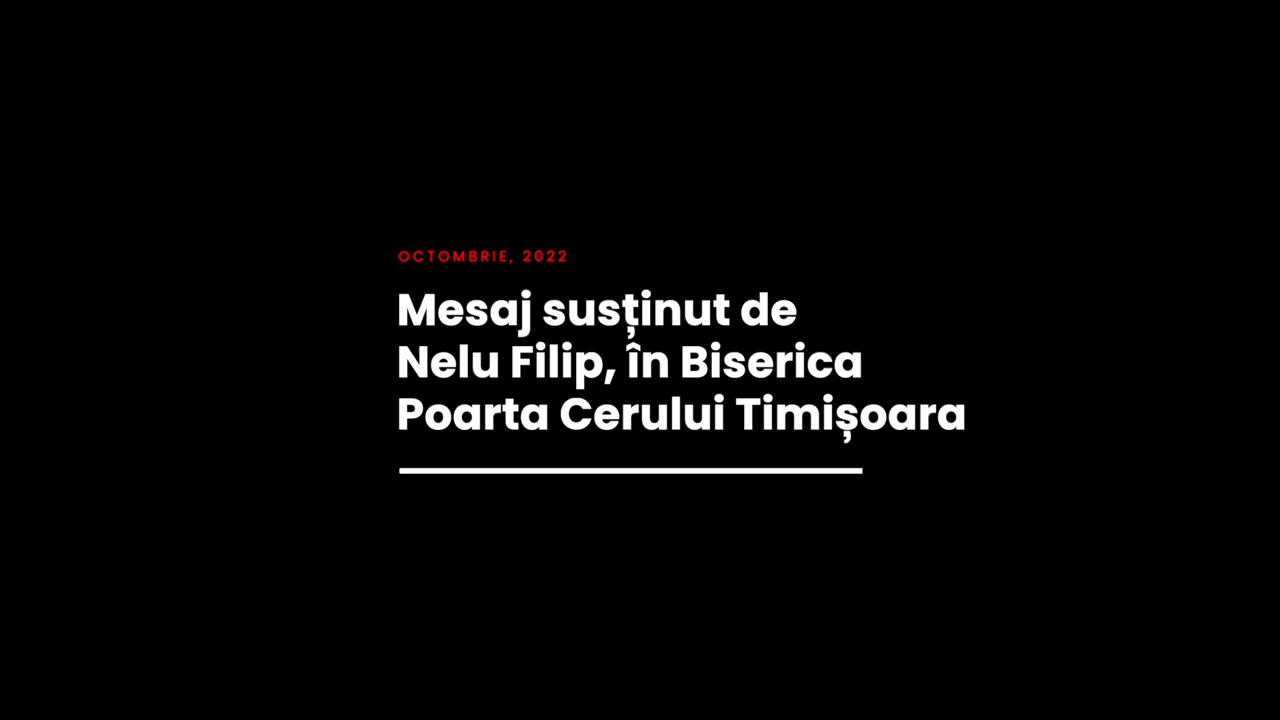 OCTOMBRIE, 2022
Mesaj susținut de
Nelu Filip, în Biserica
Poarta Cerului Timișoara